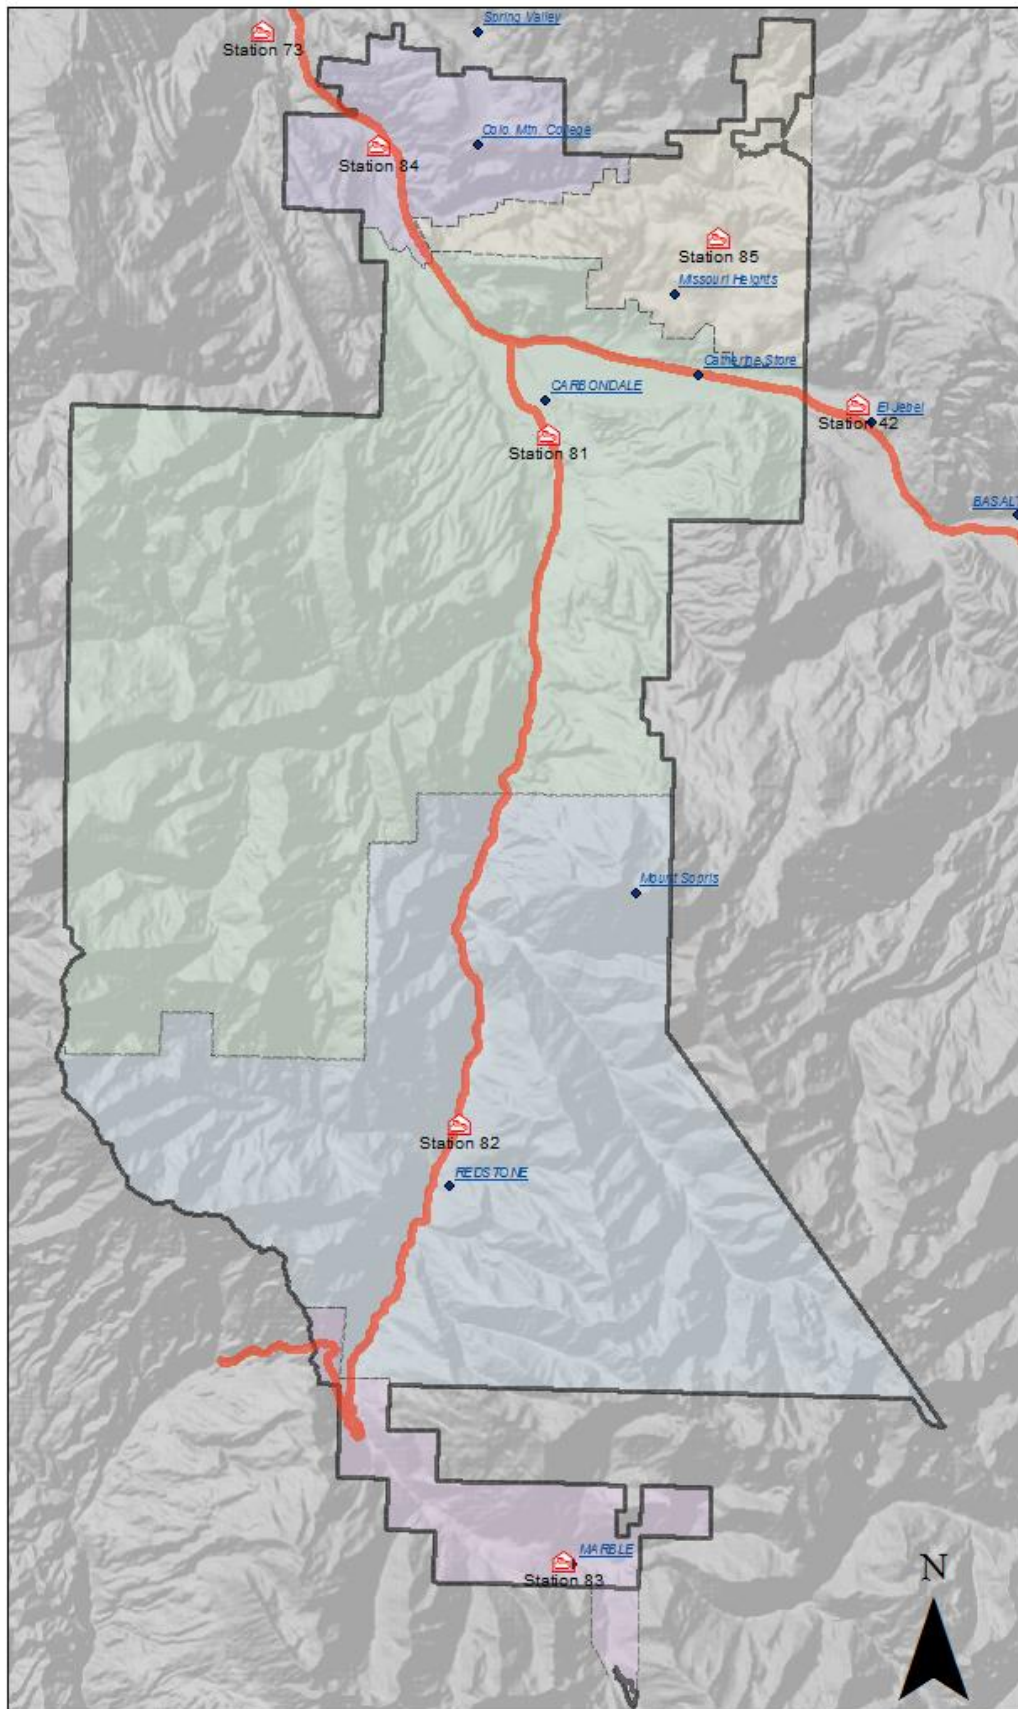 Spring Valley
Station 73
Colo. Mtn. College
Station 84
Station 85
Missouri Heights
Catherine Store
CARBONDALE
El Jebel
Station 42
Station 81
BASALT
Mount Sopris
Station 82
REDSTONE
MARBLE
Station 83
N